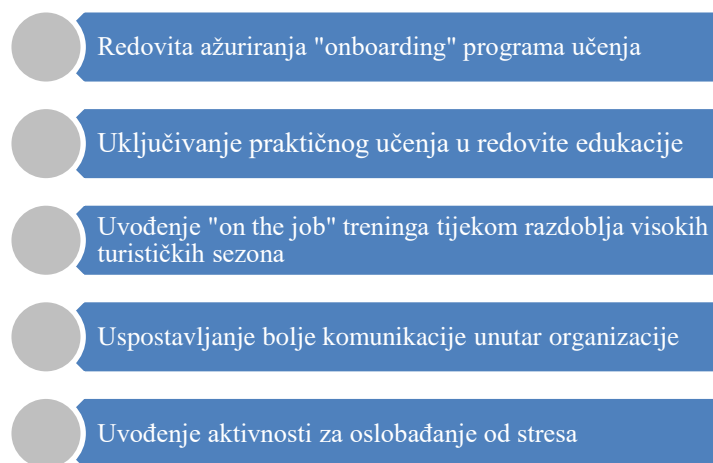 Redovita ažuriranja "onboarding" programa učenja
Uključivanje praktičnog učenja u redovite edukacije
Uvođenje "on the job" treninga tijekom razdoblja visokih
turističkih sezona
Uspostavljanje bolje komunikacije unutar organizacije
Uvođenje aktivnosti za oslobađanje od stresa